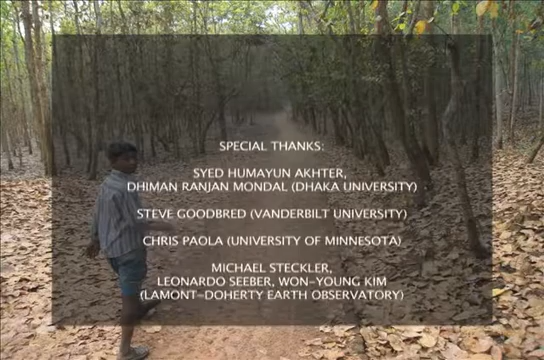 SPECIAL THANKS:
SYED HUMAYUN AKHTER,
DHIMAN RANJAN MONDAL (DHAKA UNIVERSITY)
STEVE GOODBRED (VANDERBILT UNIVERSITY)
CHRIS PAOLA (UNIVERSITY OF MINNESOTA)
MICHAEL STECKLER,
LEONARDO SEEBER, WON-YOUNG KIM
(LAMONT-DOHERTY EARTH OBSERVATORY)